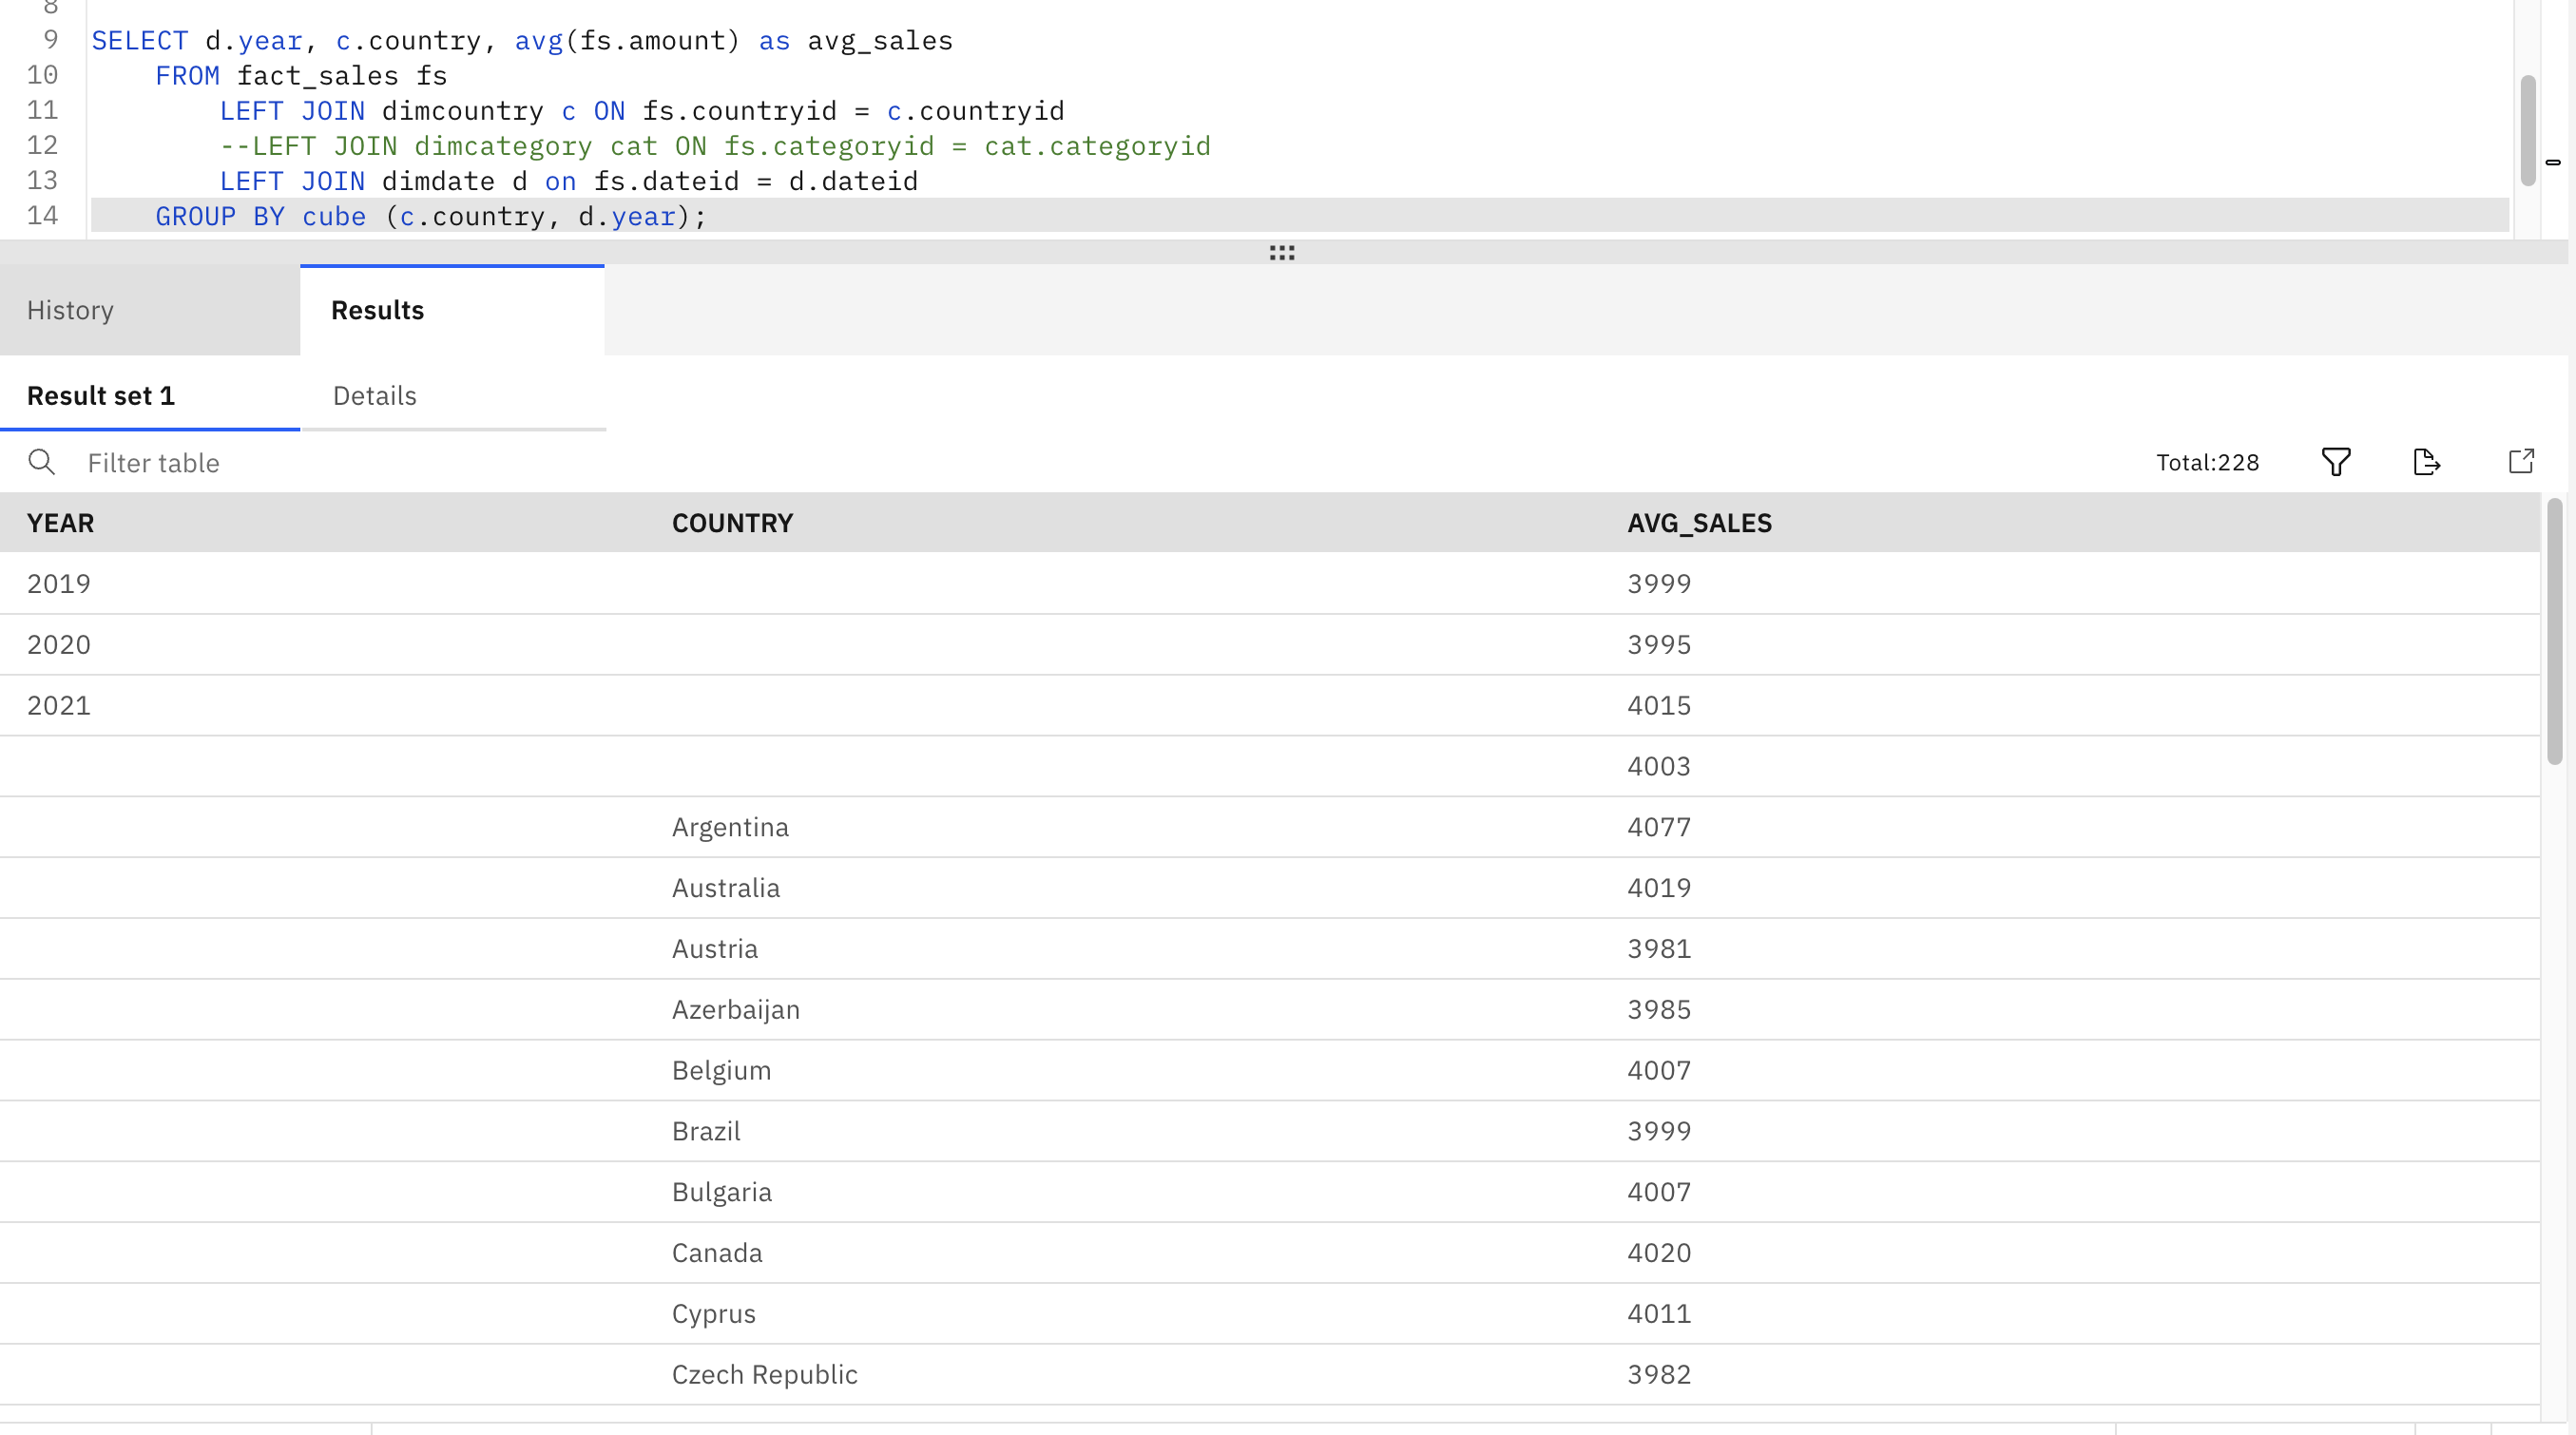 8
9 SELECT d.year, c.country, avg(fs.amount) as avg_sales
10 FROM fact_sales fs
11 LEFT JOIN dimcountry c ON fs.countryid = c.countryid
12 --LEFT JOIN dimcategory cat ON fs.categoryid = cat.categoryid
13 LEFT JOIN dimdate d on fs.dateid = d.dateid
14 GROUP BY cube (c.country, d.year);
History Results
Result set 1 Details
Filter table Total:228
YEAR COUNTRY AVG_SALES
2019 3999
2020 3995
2021 4015
4003
Argentina 4077
Australia 4019
Austria 3981
Azerbaijan 3985
Belgium 4007
Brazil 3999
Bulgaria 4007
Canada 4020
Cyprus 4011
Czech Republic 3982